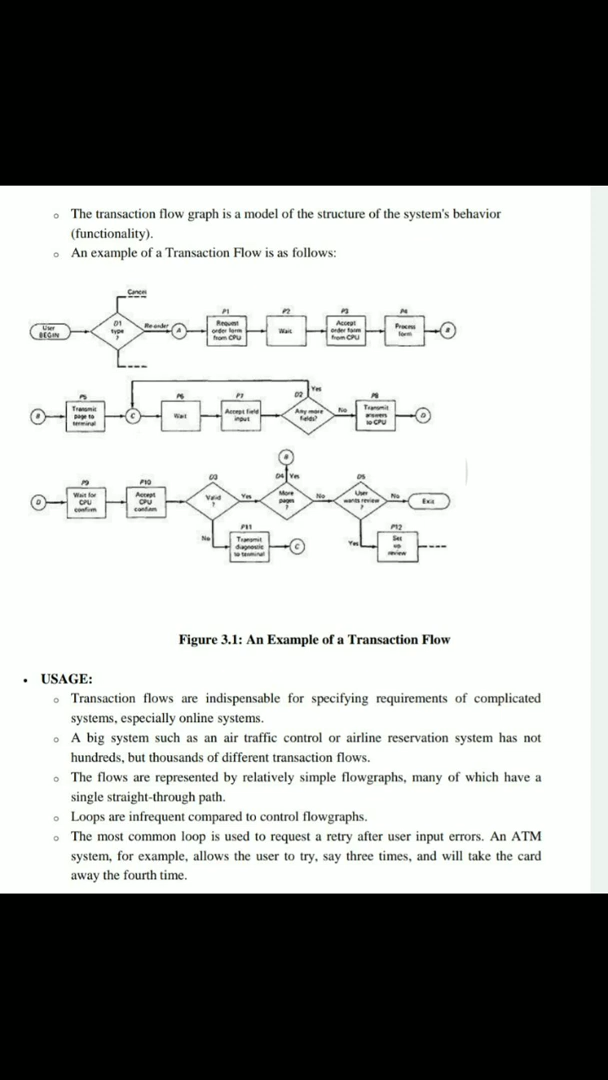 The transaction flow graph is a model of the structure of the system's behavior
(functionality).
An example of a Transaction Flow is as follows:
Cancel
User
BEGIN
D1
type
?
Re-order
A
P1
Request
order form
from CPU
P2
Wait
P3
Accept
order form
from CPU
P4
Process
form
B
B
P5
Transmit
page to
terminal
C
P6
Wait
P7
Accept field
input
D2
Any more
fields?
Yes
No
P8
Transmit
answers
to CPU
D
D
P9
Wait for
CPU
confirm
P10
Accept
CPU
confirm
D3
Valid
?
Yes
No
P11
Transmit
diagnostic
to terminal
C
D4
Yes
More
pages
?
No
D5
User
wants review
?
No
Exit
Yes
P12
Set
up
review
Figure 3.1: An Example of a Transaction Flow
• USAGE:
Transaction flows are indispensable for specifying requirements of complicated
systems, especially online systems.
A big system such as an air traffic control or airline reservation system has not
hundreds, but thousands of different transaction flows.
The flows are represented by relatively simple flowgraphs, many of which have a
single straight-through path.
Loops are infrequent compared to control flowgraphs.
The most common loop is used to request a retry after user input errors. An ATM
system, for example, allows the user to try, say three times, and will take the card
away the fourth time.